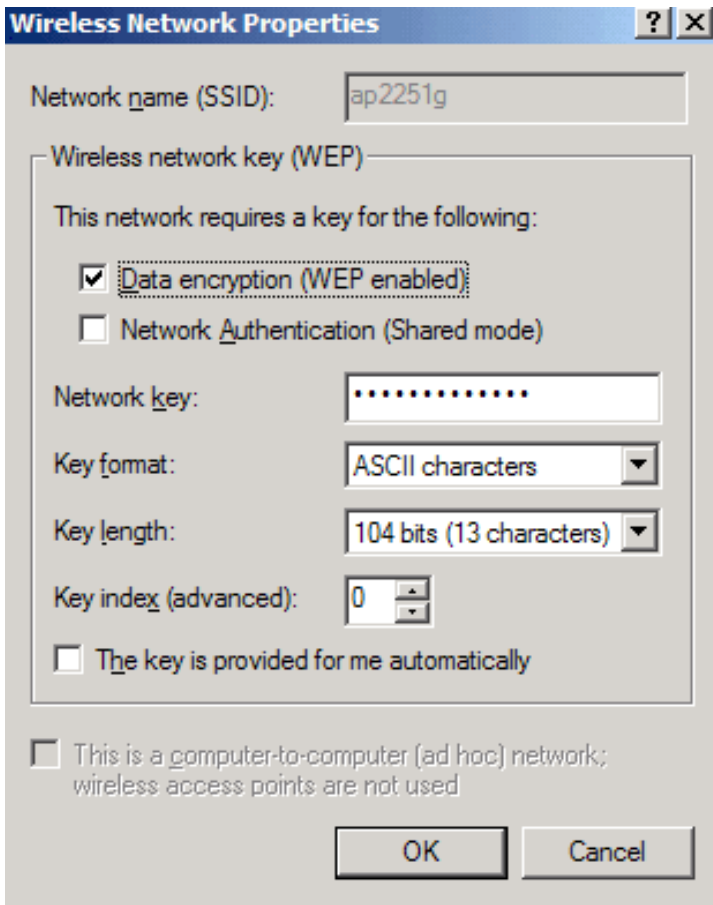 Wireless Network Properties
Network name (SSID): ap2251g
Wireless network key (WEP)
This network requires a key for the following:
Data encryption (WEP enabled)
Network Authentication (Shared mode)
Network key: •••••••••••••
Key format: ASCII characters
Key length: 104 bits (13 characters)
Key index (advanced): 0
The key is provided for me automatically
This is a computer-to-computer (ad hoc) network;
wireless access points are not used
OK Cancel